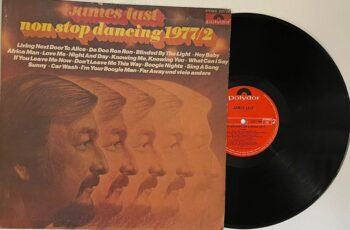 james last
non stop dancing 1977/2
Living Next Door To Alice - Da Doo Ron Ron - Blinded By The Light - Hey Baby
Africa Man - Love Me - Night And Day - Knowing Me, Knowing You - What Can I Say
If You Leave Me Now - Don't Leave Me This Way - Boogie Nights - Sing A Song
Sunny - Car Wash - I'm Your Boogie Man - Far Away und viele andere
polydor
JAMES LAST